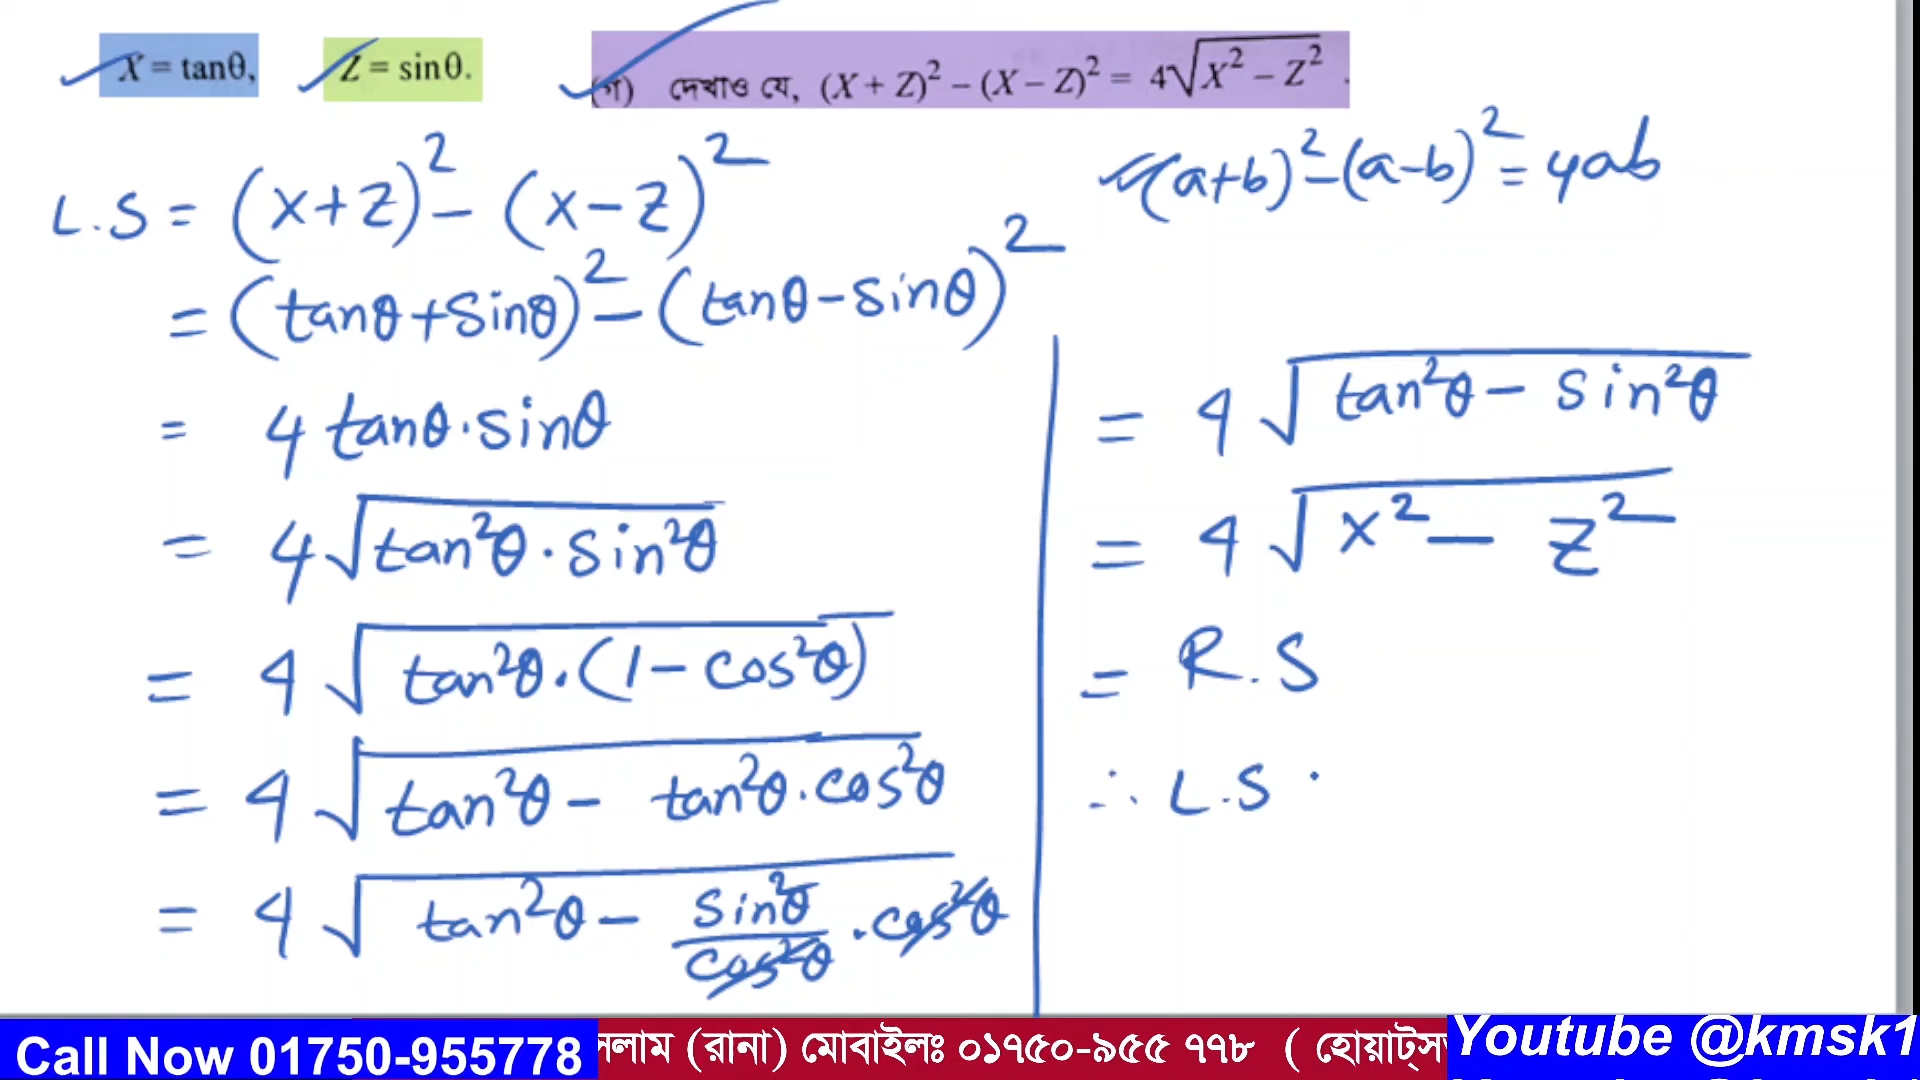 X = tanθ, Z = sinθ. (গ) দেখাও যে, (X + Z)² – (X – Z)² = 4√(X² – Z²) .
(a+b)² – (a-b)² = 4ab
L.S = (x+z)² – (x-z)²
= (tanθ+sinθ)² – (tanθ-sinθ)²
= 4 tanθ·sinθ
= 4√(tan²θ·sin²θ)
= 4√(tan²θ·(1-cos²θ))
= 4√(tan²θ – tan²θ·cos²θ)
= 4√(tan²θ – sin²θ/cos²θ · cos²θ)
= 4√(tan²θ – sin²θ)
= 4√(x² – z²)
= R.S
∴ L.S
Call Now 01750-955778
সলাম (রানা) মোবাইলঃ ০১৭৫০-৯৫৫ ৭৭৮ ( হোয়াট্স
Youtube @kmsk1